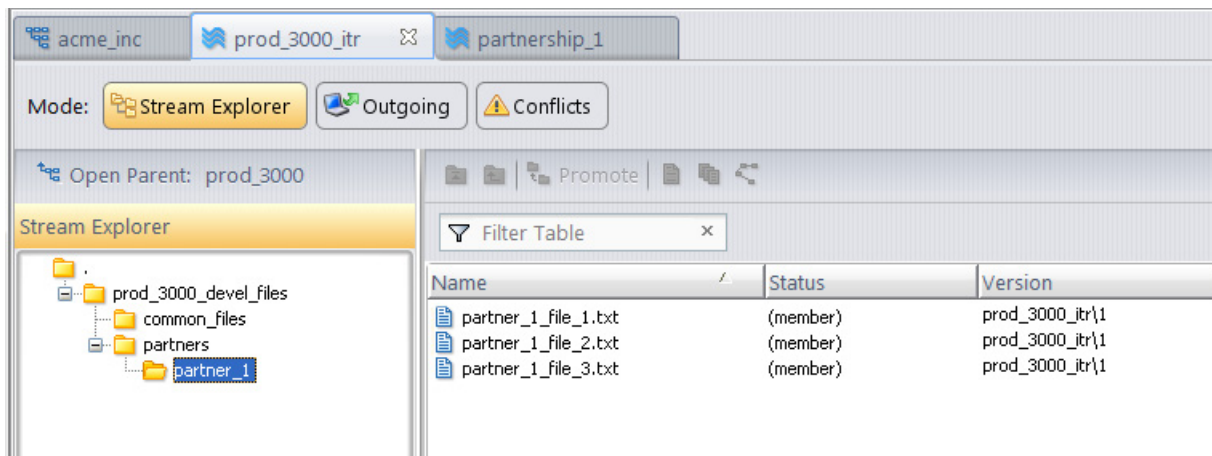 acme_inc prod_3000_itr partnership_1
Mode: Stream Explorer Outgoing Conflicts
Open Parent: prod_3000 Promote
Stream Explorer
Filter Table
.
prod_3000_devel_files
common_files
partners
partner_1
Name Status Version
partner_1_file_1.txt (member) prod_3000_itr\1
partner_1_file_2.txt (member) prod_3000_itr\1
partner_1_file_3.txt (member) prod_3000_itr\1